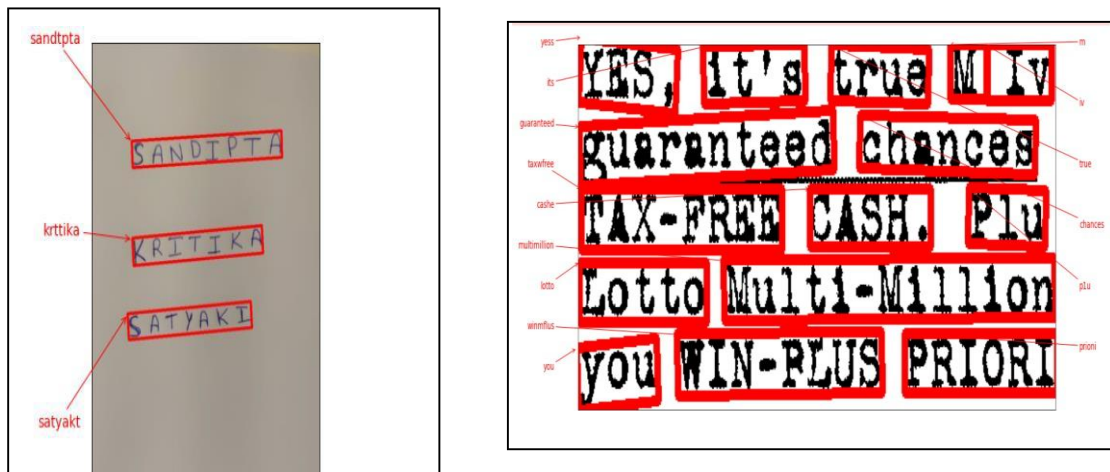 sandtpta
SANDIPTA
krttika
KRITIKA
SATYAKI
satyakt
yess
m
its
YES, it's true M Iv
iv
guaranteed
guaranteed chances
true
taxwfree
cashe
TAX-FREE CASH. Plu
chances
multimillion
lotto
Lotto Multi-Million
p1u
winmflus
you
you WIN-PLUS PRIORI
prioni